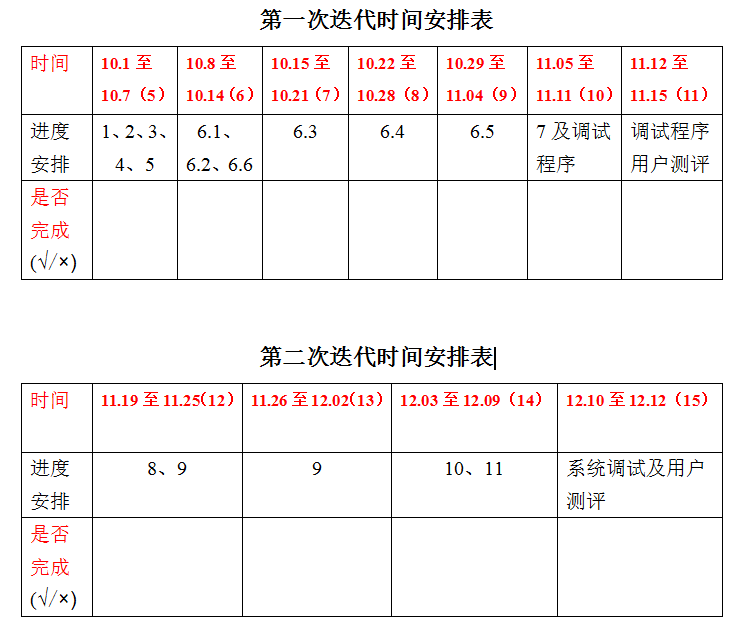 第一次迭代时间安排表
时间 10.1 至 10.8 至 10.15 至 10.22 至 10.29 至 11.05 至 11.12 至
10.7（5） 10.14（6） 10.21（7） 10.28（8） 11.04（9） 11.11（10） 11.15（11）
进度 1、2、3、 6.1、 6.3 6.4 6.5 7 及调试 调试程序
安排 4、5 6.2、6.6 程序 用户测评
是否
完成
(√/×)
第二次迭代时间安排表
时间 11.19 至 11.25（12） 11.26 至 12.02（13） 12.03 至 12.09（14） 12.10 至 12.12（15）
进度 8、9 9 10、11 系统调试及用户
安排 测评
是否
完成
(√/×)